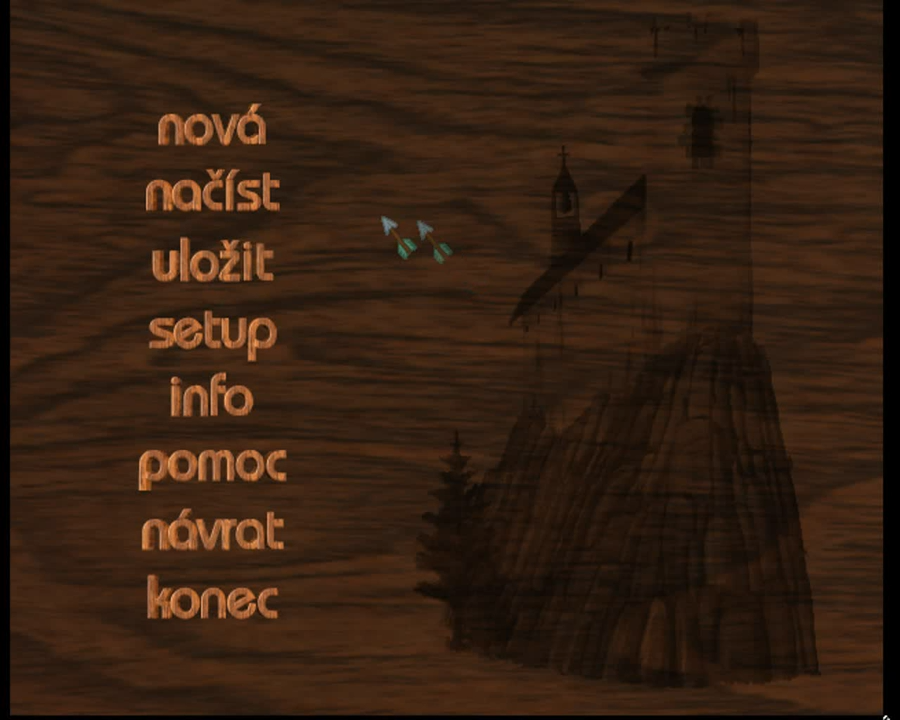 nová
načíst
uložit
setup
info
pomoc
návrat
konec